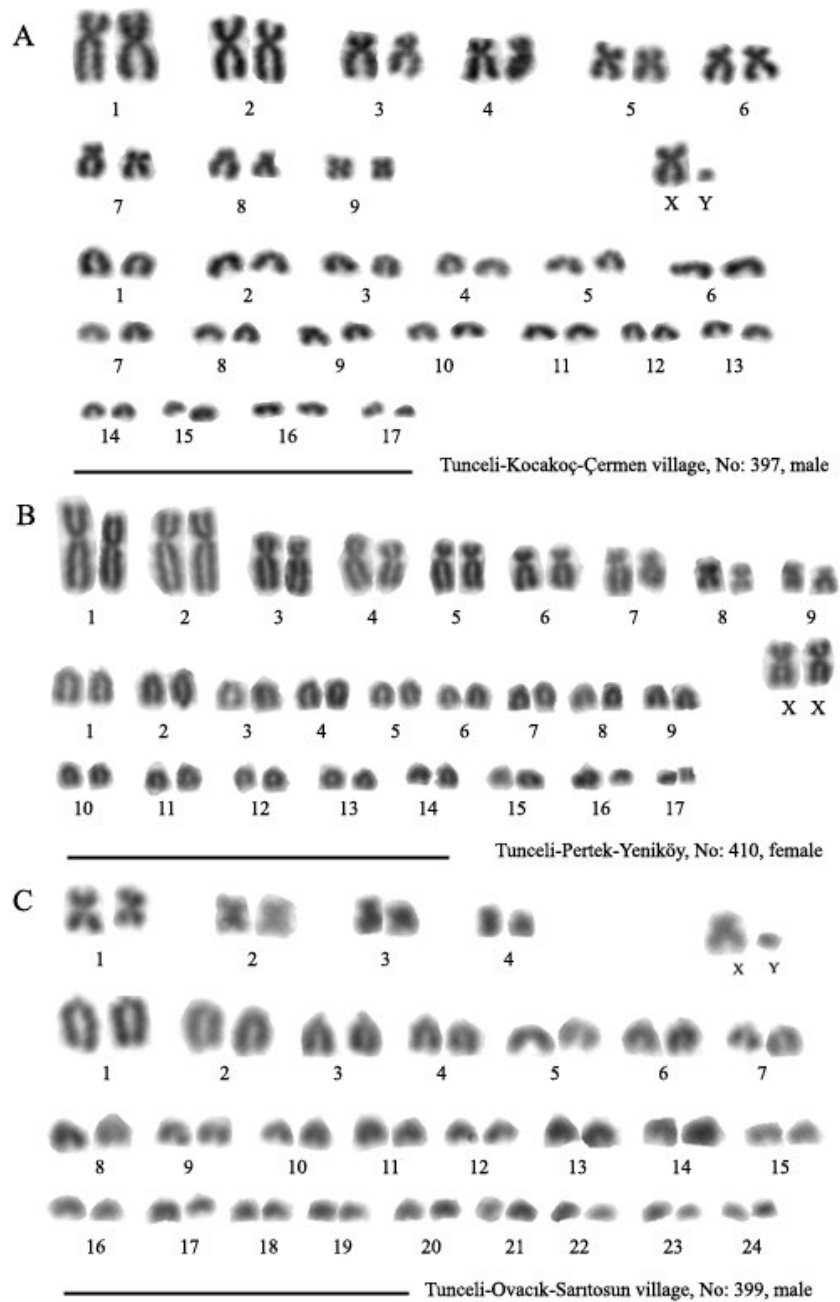 A
1 2 3 4 5 6
7 8 9 X Y
1 2 3 4 5 6
7 8 9 10 11 12 13
14 15 16 17
Tunceli-Kocakoç-Çermen village, No: 397, male
B
1 2 3 4 5 6 7 8 9
X X
1 2 3 4 5 6 7 8 9
10 11 12 13 14 15 16 17
Tunceli-Pertek-Yeniköy, No: 410, female
C
1 2 3 4 X Y
1 2 3 4 5 6 7
8 9 10 11 12 13 14 15
16 17 18 19 20 21 22 23 24
Tunceli-Ovacık-Sarıtosun village, No: 399, male